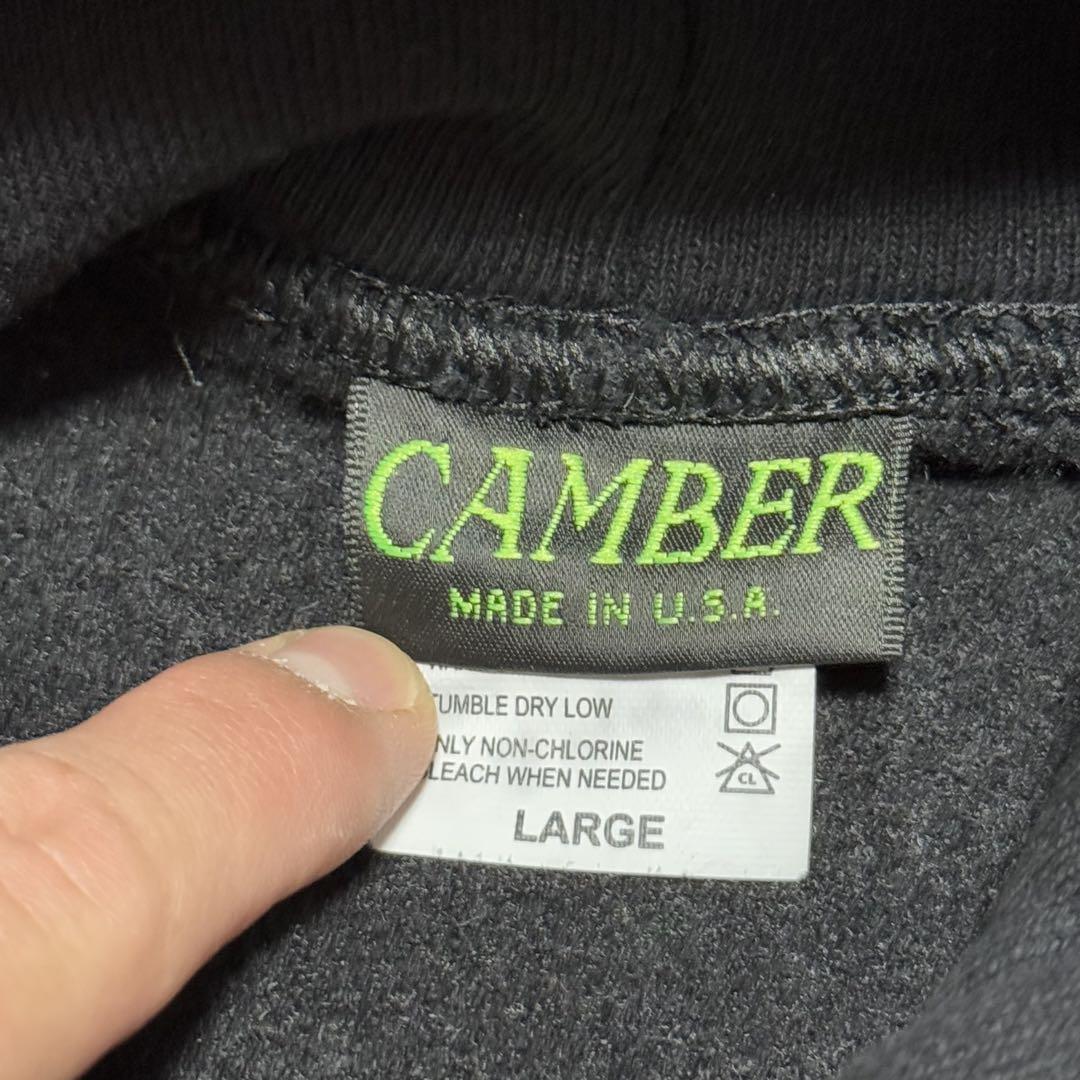 CAMBER
MADE IN U.S.A.
TUMBLE DRY LOW
NLY NON-CHLORINE
LEACH WHEN NEEDED
CL
LARGE